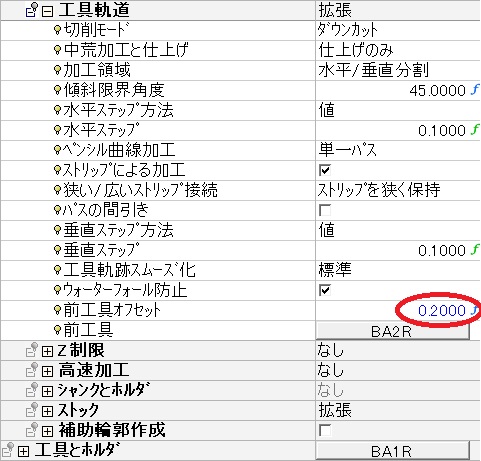 工具軌道 拡張
切削ﾓｰﾄﾞ ﾀﾞｳﾝｶｯﾄ
中荒加工と仕上げ 仕上げのみ
加工領域 水平/垂直分割
傾斜限界角度 45.0000 f
水平ｽﾃｯﾌﾟ方法 値
水平ｽﾃｯﾌﾟ 0.1000 f
ﾍﾟﾝｼﾙ曲線加工 単一ﾊﾟｽ
ｽﾄﾘｯﾌﾟによる加工
狭い/広いｽﾄﾘｯﾌﾟ接続 ｽﾄﾘｯﾌﾟを狭く保持
ﾊﾟｽの間引き
垂直ｽﾃｯﾌﾟ方法 値
垂直ｽﾃｯﾌﾟ 0.1000 f
工具軌跡ｽﾑｰｽﾞ化 標準
ｳｫｰﾀｰﾌｫｰﾙ防止
前工具ｵﾌｾｯﾄ 0.2000 f
前工具 BA2R
Z制限 なし
高速加工 なし
ｼｬﾝｸとﾎﾙﾀﾞ なし
ｽﾄｯｸ 拡張
補助輪郭作成
工具とﾎﾙﾀﾞ BA1R